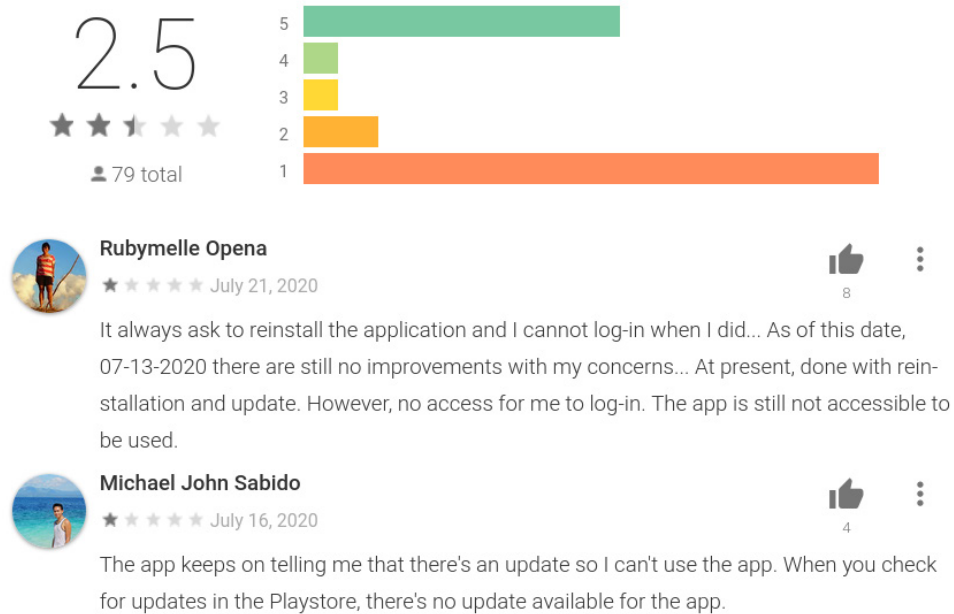 2.5
79 total
5
4
3
2
1
Rubymelle Opena
July 21, 2020
8
It always ask to reinstall the application and I cannot log-in when I did... As of this date,
07-13-2020 there are still no improvements with my concerns... At present, done with rein-
stallation and update. However, no access for me to log-in. The app is still not accessible to
be used.
Michael John Sabido
July 16, 2020
4
The app keeps on telling me that there's an update so I can't use the app. When you check
for updates in the Playstore, there's no update available for the app.